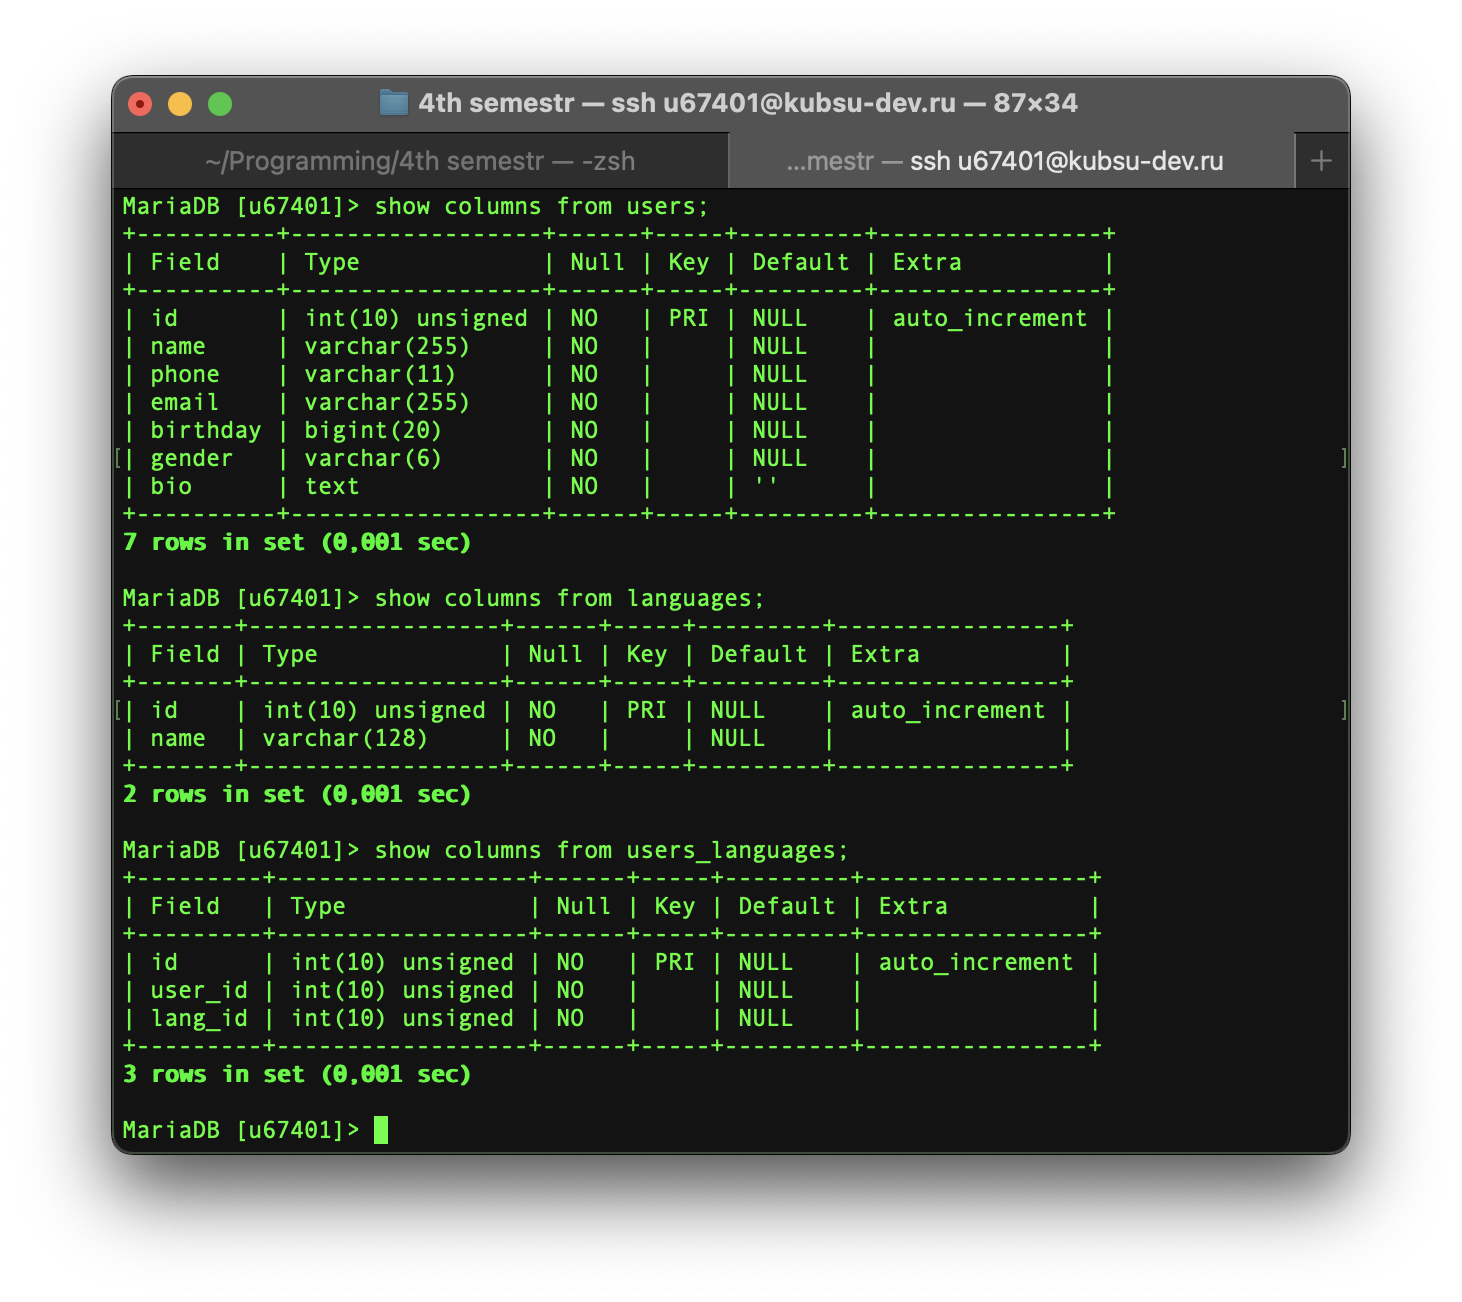 4th semestr — ssh u67401@kubsu-dev.ru — 87×34
~/Programming/4th semestr — -zsh
...mestr — ssh u67401@kubsu-dev.ru +
MariaDB [u67401]> show columns from users;
+----------+------------------+------+-----+---------+----------------+
| Field    | Type             | Null | Key | Default | Extra          |
+----------+------------------+------+-----+---------+----------------+
| id       | int(10) unsigned | NO   | PRI | NULL    | auto_increment |
| name     | varchar(255)     | NO   |     | NULL    |                |
| phone    | varchar(11)      | NO   |     | NULL    |                |
| email    | varchar(255)     | NO   |     | NULL    |                |
| birthday | bigint(20)       | NO   |     | NULL    |                |
[| gender   | varchar(6)       | NO   |     | NULL    |                | ]
| bio      | text             | NO   |     | ''      |                |
+----------+------------------+------+-----+---------+----------------+
7 rows in set (0,001 sec)
MariaDB [u67401]> show columns from languages;
+-------+------------------+------+-----+---------+----------------+
| Field | Type             | Null | Key | Default | Extra          |
+-------+------------------+------+-----+---------+----------------+
[| id    | int(10) unsigned | NO   | PRI | NULL    | auto_increment | ]
| name  | varchar(128)     | NO   |     | NULL    |                |
+-------+------------------+------+-----+---------+----------------+
2 rows in set (0,001 sec)
MariaDB [u67401]> show columns from users_languages;
+---------+------------------+------+-----+---------+----------------+
| Field   | Type             | Null | Key | Default | Extra          |
+---------+------------------+------+-----+---------+----------------+
| id      | int(10) unsigned | NO   | PRI | NULL    | auto_increment |
| user_id | int(10) unsigned | NO   |     | NULL    |                |
| lang_id | int(10) unsigned | NO   |     | NULL    |                |
+---------+------------------+------+-----+---------+----------------+
3 rows in set (0,001 sec)
MariaDB [u67401]>